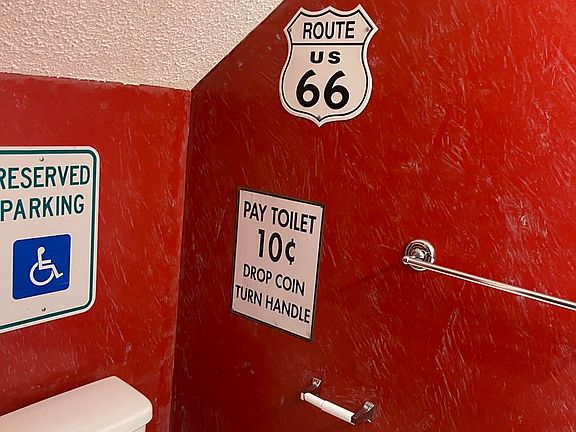 ROUTE
US
66
RESERVED
PARKING
PAY TOILET
10¢
DROP COIN
TURN HANDLE